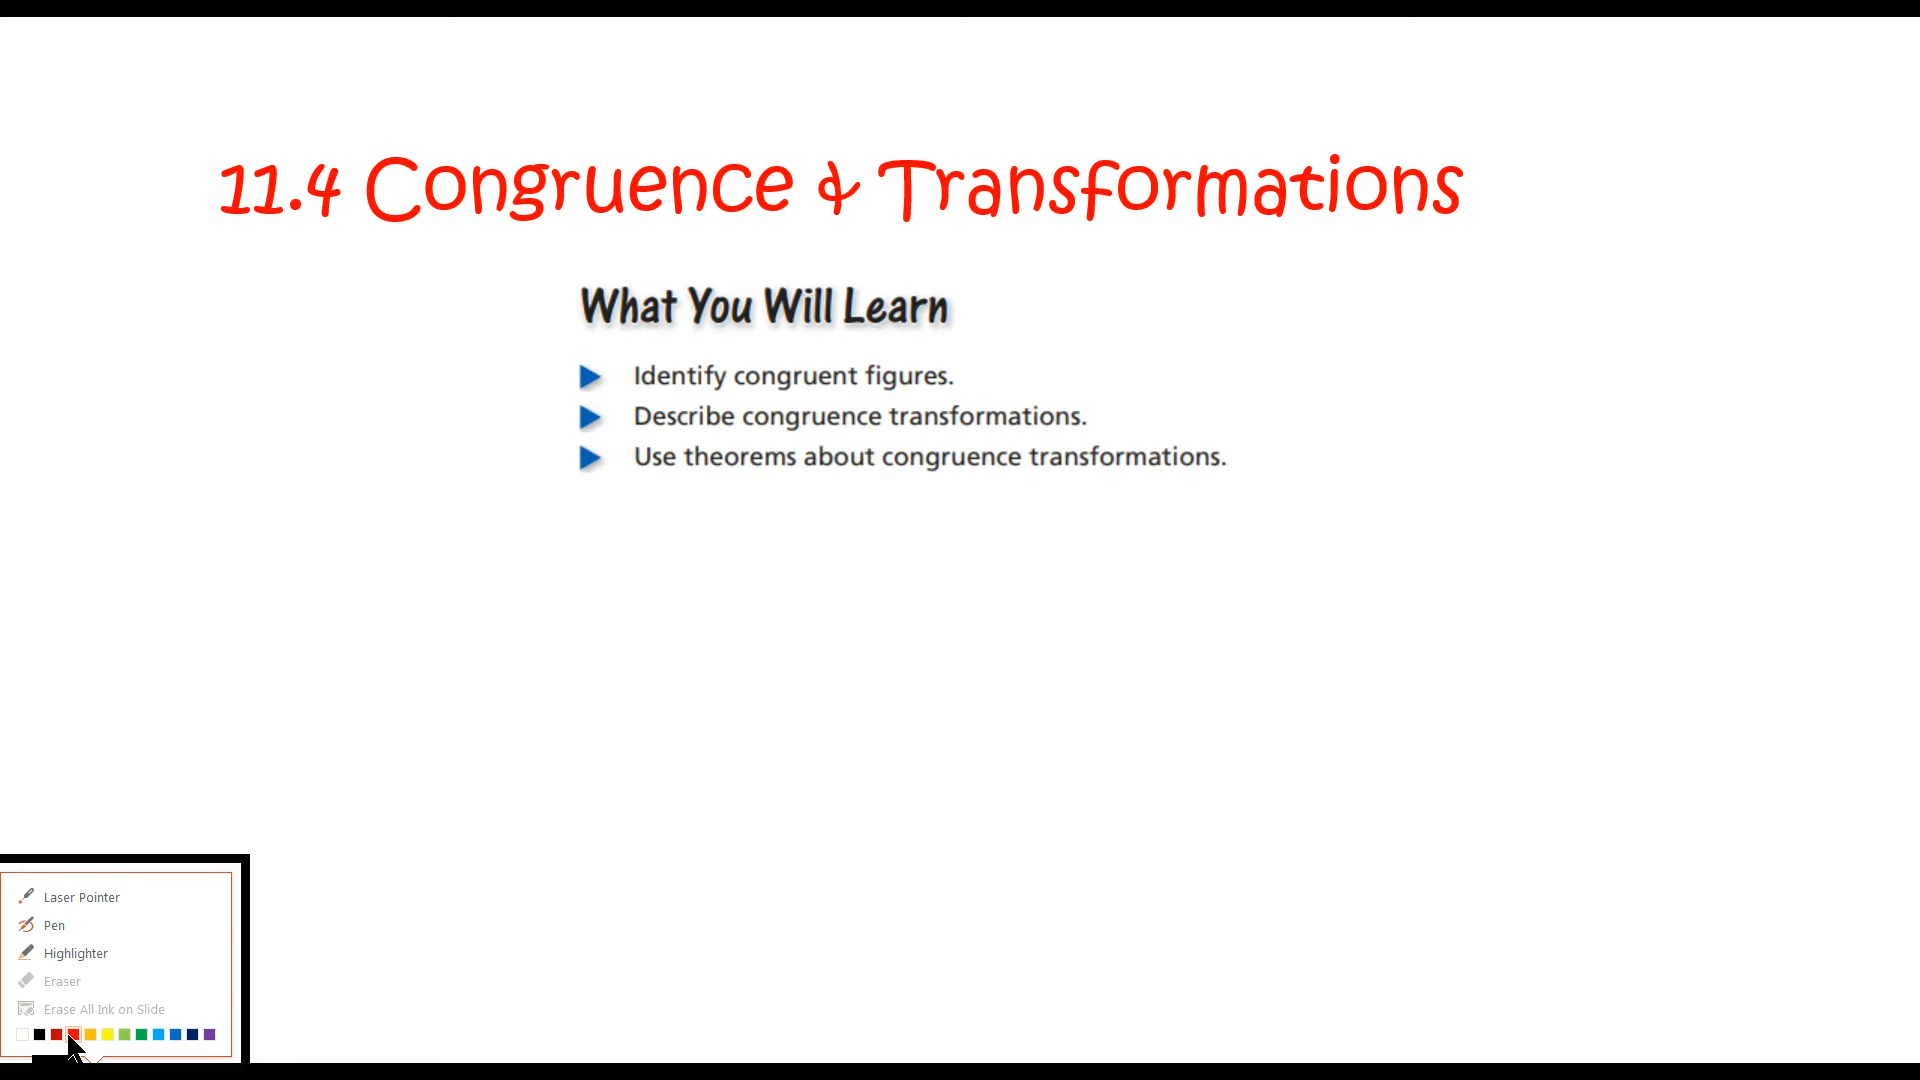 11.4 Congruence & Transformations
What You Will Learn
Identify congruent figures.
Describe congruence transformations.
Use theorems about congruence transformations.
Laser Pointer
Pen
Highlighter
Eraser
Erase All Ink on Slide